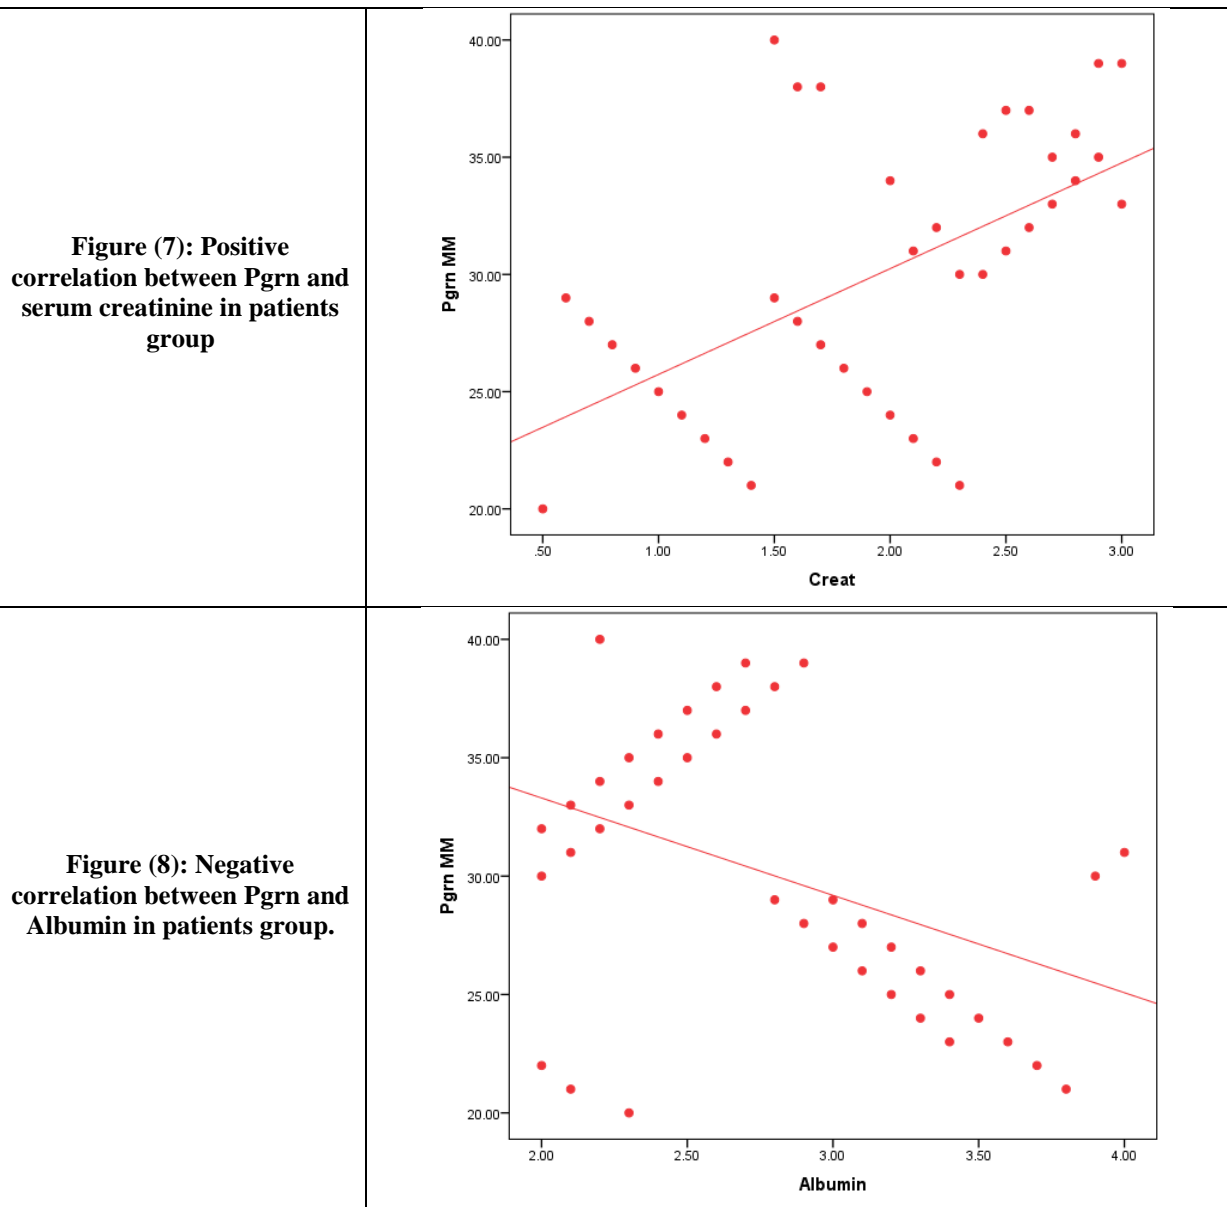 Figure (7): Positive
correlation between Pgrn and
serum creatinine in patients
group
40.00
35.00
30.00
25.00
20.00
Pgrn MM
.50 1.00 1.50 2.00 2.50 3.00
Creat
Figure (8): Negative
correlation between Pgrn and
Albumin in patients group.
40.00
35.00
30.00
25.00
20.00
Pgrn MM
2.00 2.50 3.00 3.50 4.00
Albumin